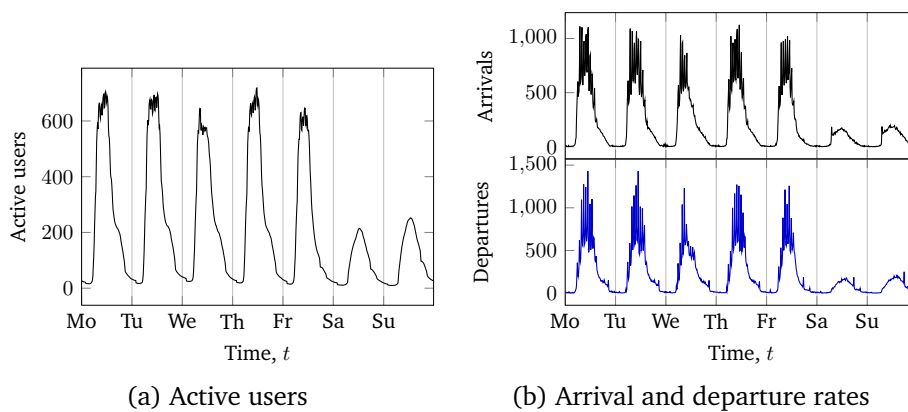 600
400
200
0
Active users
Mo Tu We Th Fr Sa Su
Time, t
(a) Active users
1,000
500
0
Arrivals
1,500
1,000
500
0
Departures
Mo Tu We Th Fr Sa Su
Time, t
(b) Arrival and departure rates